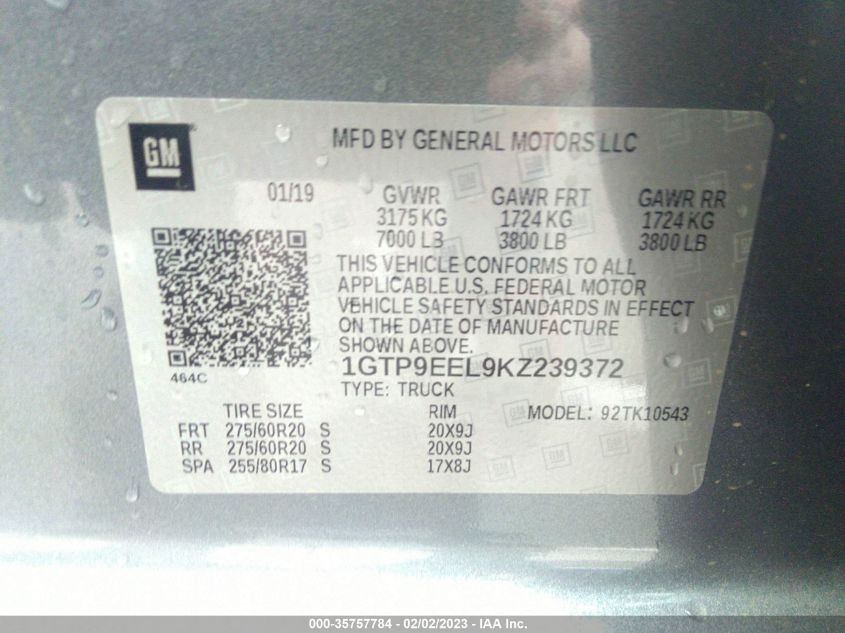 GM
MFD BY GENERAL MOTORS LLC
01/19 GVWR GAWR FRT GAWR RR
3175 KG 1724 KG 1724 KG
7000 LB 3800 LB 3800 LB
THIS VEHICLE CONFORMS TO ALL
APPLICABLE U.S. FEDERAL MOTOR
VEHICLE SAFETY STANDARDS IN EFFECT
ON THE DATE OF MANUFACTURE
SHOWN ABOVE.
464C 1GTP9EEL9KZ239372
TYPE: TRUCK
TIRE SIZE RIM MODEL: 92TK10543
FRT 275/60R20 S 20X9J
RR 275/60R20 S 20X9J
SPA 255/80R17 S 17X8J
000-35757784 - 02/02/2023 - IAA Inc.